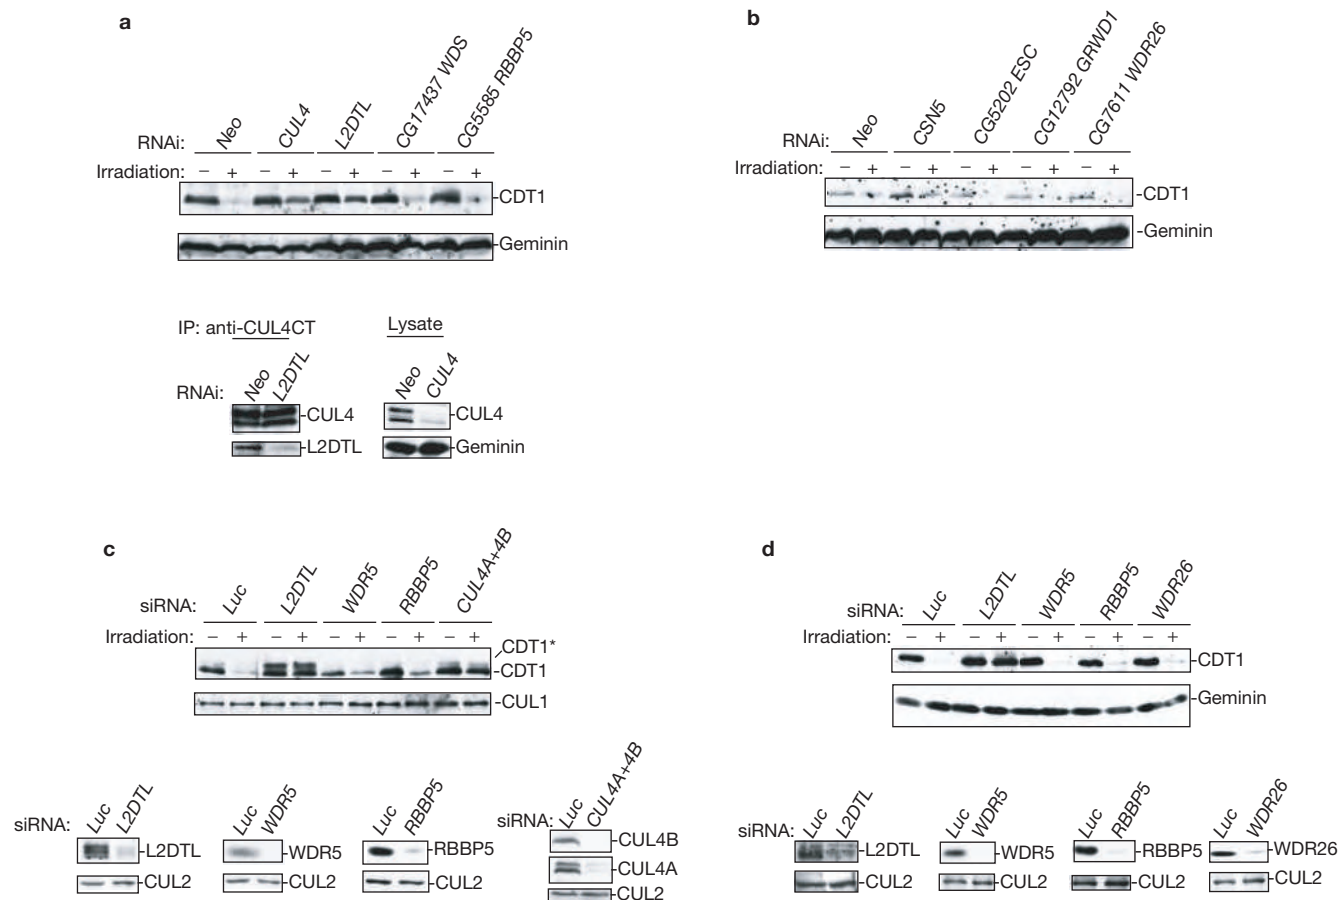 a
RNAi: Neo CUL4 L2DTL CG17437 WDS CG5585 RBBP5
Irradiation: – + – + – + – + – +
-CDT1
-Geminin
IP: anti-CUL4CT Lysate
RNAi: Neo L2DTL Neo CUL4
-CUL4 -CUL4
-L2DTL -Geminin
b
RNAi: Neo CSN5 CG5202 ESC CG12792 GRWD1 CG7611 WDR26
Irradiation: – + – + – + – + – +
-CDT1
-Geminin
c
siRNA: Luc L2DTL WDR5 RBBP5 CUL4A+4B
Irradiation: – + – + – + – + – +
CDT1*
-CDT1
-CUL1
siRNA: Luc L2DTL Luc WDR5 Luc RBBP5 siRNA: Luc CUL4A+4B
-L2DTL -WDR5 -RBBP5 -CUL4B
-CUL4A
-CUL2 -CUL2 -CUL2 -CUL2
d
siRNA: Luc L2DTL WDR5 RBBP5 WDR26
Irradiation: – + – + – + – + – +
-CDT1
-Geminin
siRNA: Luc L2DTL Luc WDR5 Luc RBBP5 Luc WDR26
-L2DTL -WDR5 -RBBP5 -WDR26
-CUL2 -CUL2 -CUL2 -CUL2